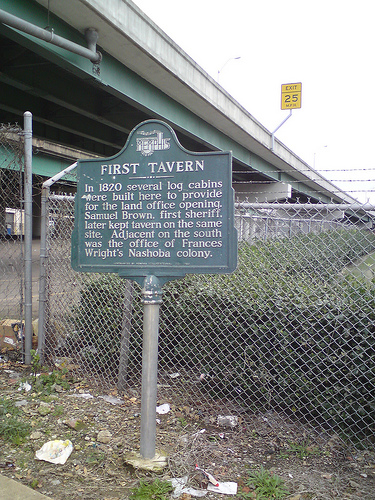 EXIT
25
MEMPHIS
FIRST TAVERN
In 1820 several log cabins
were built here to provide
for the land office opening.
Samuel Brown, first sheriff,
later kept tavern on the same
site. Adjacent on the south
was the office of Frances
Wright's Nashoba colony.